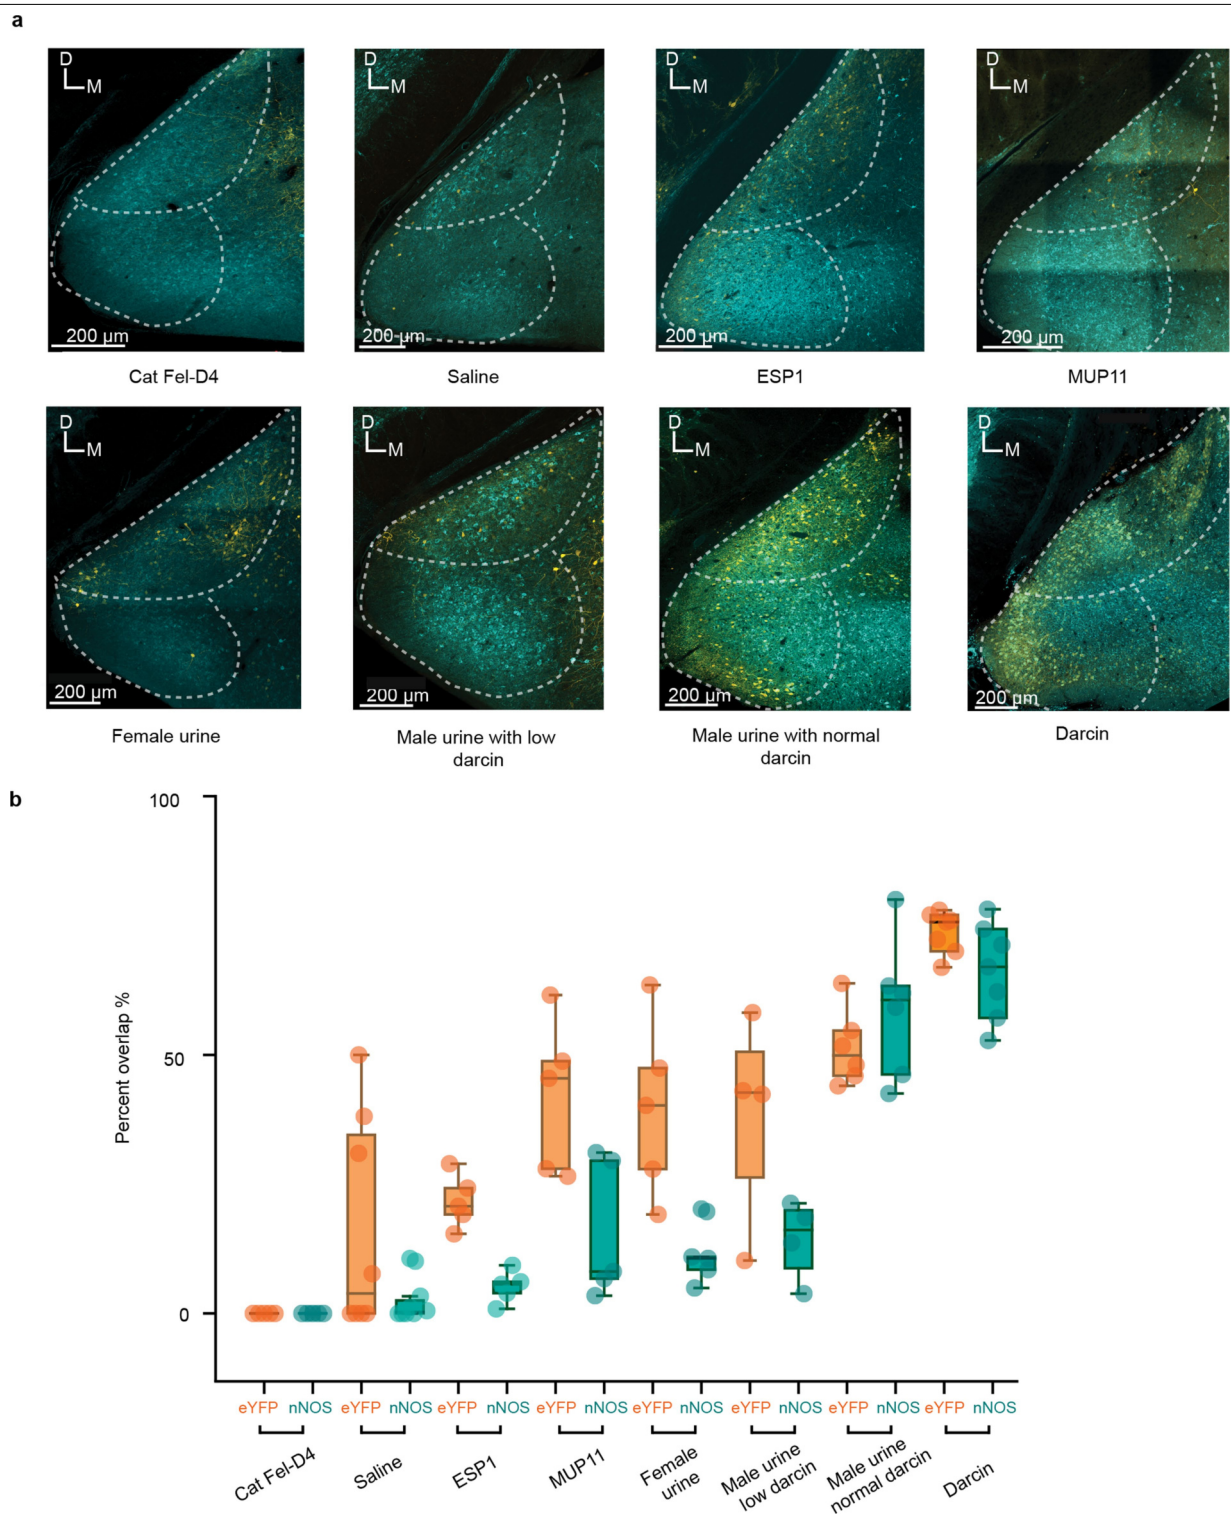 a
D
M
200 µm
Cat Fel-D4
D
M
200 µm
Saline
D
M
200 µm
ESP1
D
M
200 µm
MUP11
D
M
200 µm
Female urine
D
M
200 µm
Male urine with low
darcin
D
M
200 µm
Male urine with normal
darcin
D
M
200 µm
Darcin
b
Percent overlap %
100
50
0
eYFP nNOS eYFP nNOS eYFP nNOS eYFP nNOS eYFP nNOS eYFP nNOS eYFP nNOS eYFP nNOS
Cat Fel-D4
Saline
ESP1
MUP11
Female
urine
Male urine
low darcin
Male urine
normal darcin
Darcin